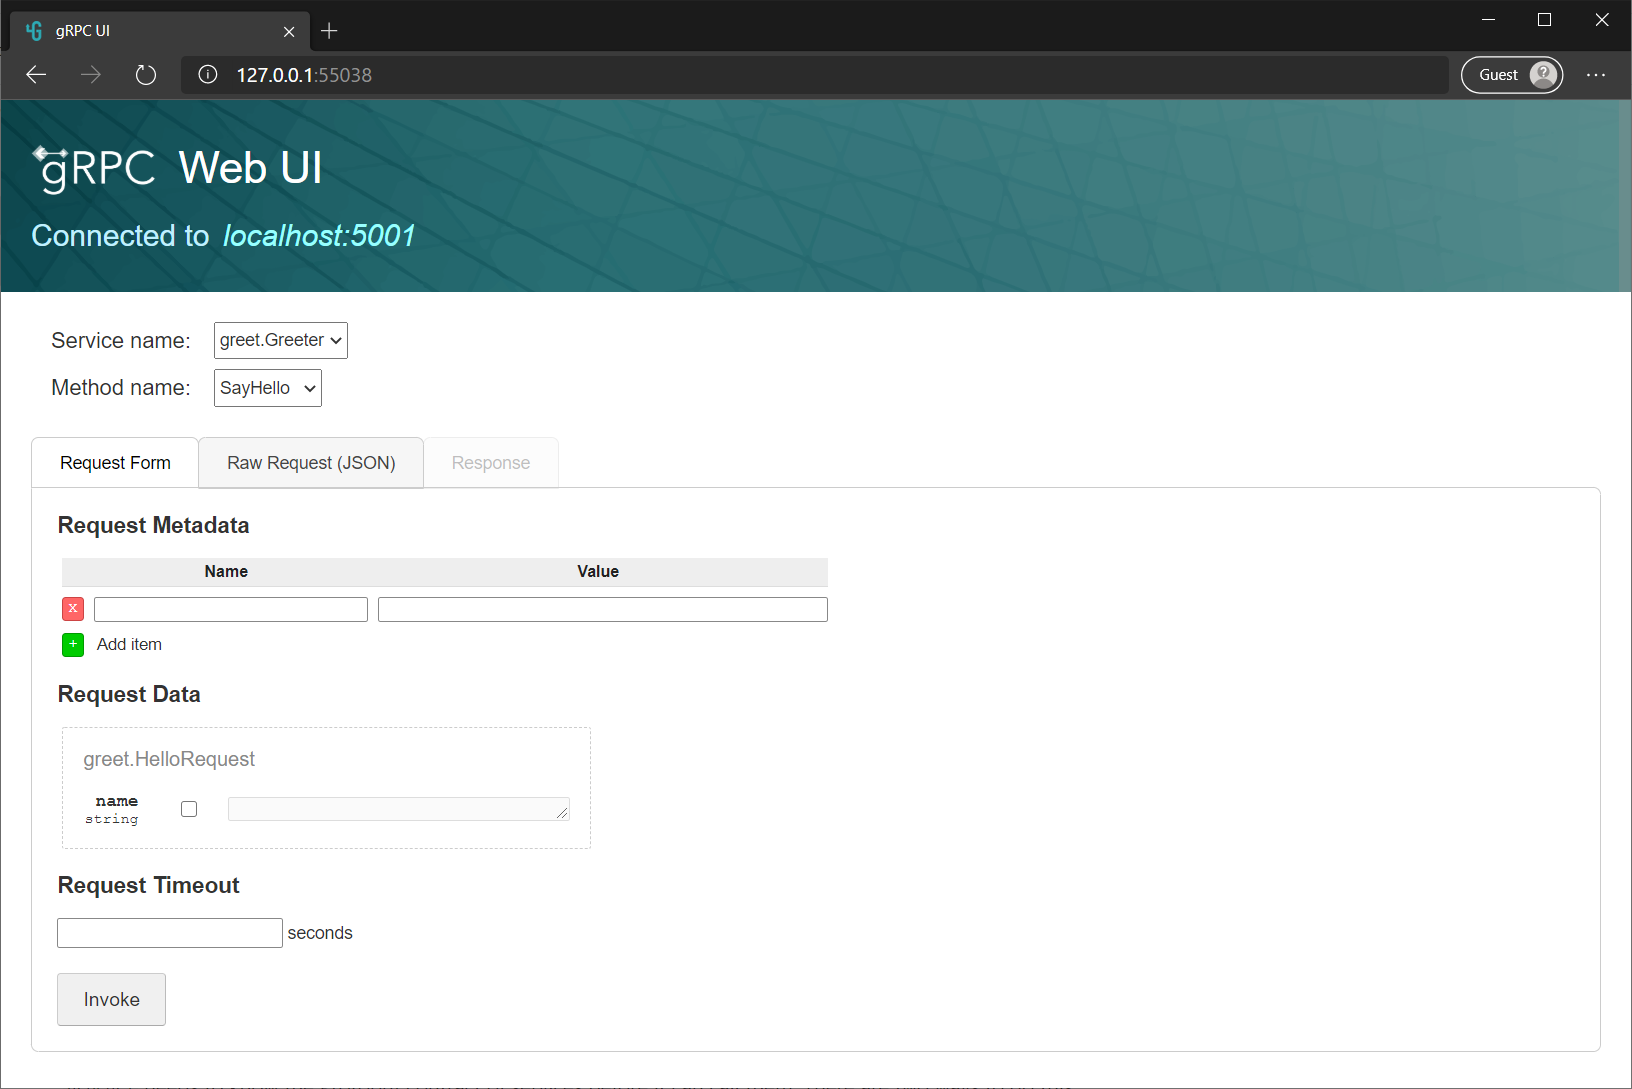 gRPC UI
127.0.0.1:55038
Guest
gRPC Web UI
Connected to localhost:5001
Service name: greet.Greeter
Method name: SayHello
Request Form Raw Request (JSON) Response
Request Metadata
Name Value
X
+ Add item
Request Data
greet.HelloRequest
name
string
Request Timeout
seconds
Invoke